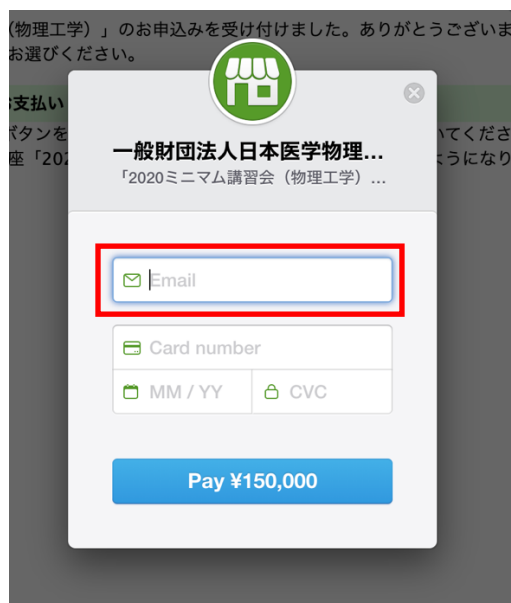 (物理工学)」のお申込みを受け付けました。ありがとうございま
お選びください。
お支払い
ボタンを
いてくださ
座「202
ようになり
一般財団法人日本医学物理...
「2020ミニマム講習会（物理工学）...
Email
Card number
MM / YY
CVC
Pay ¥150,000